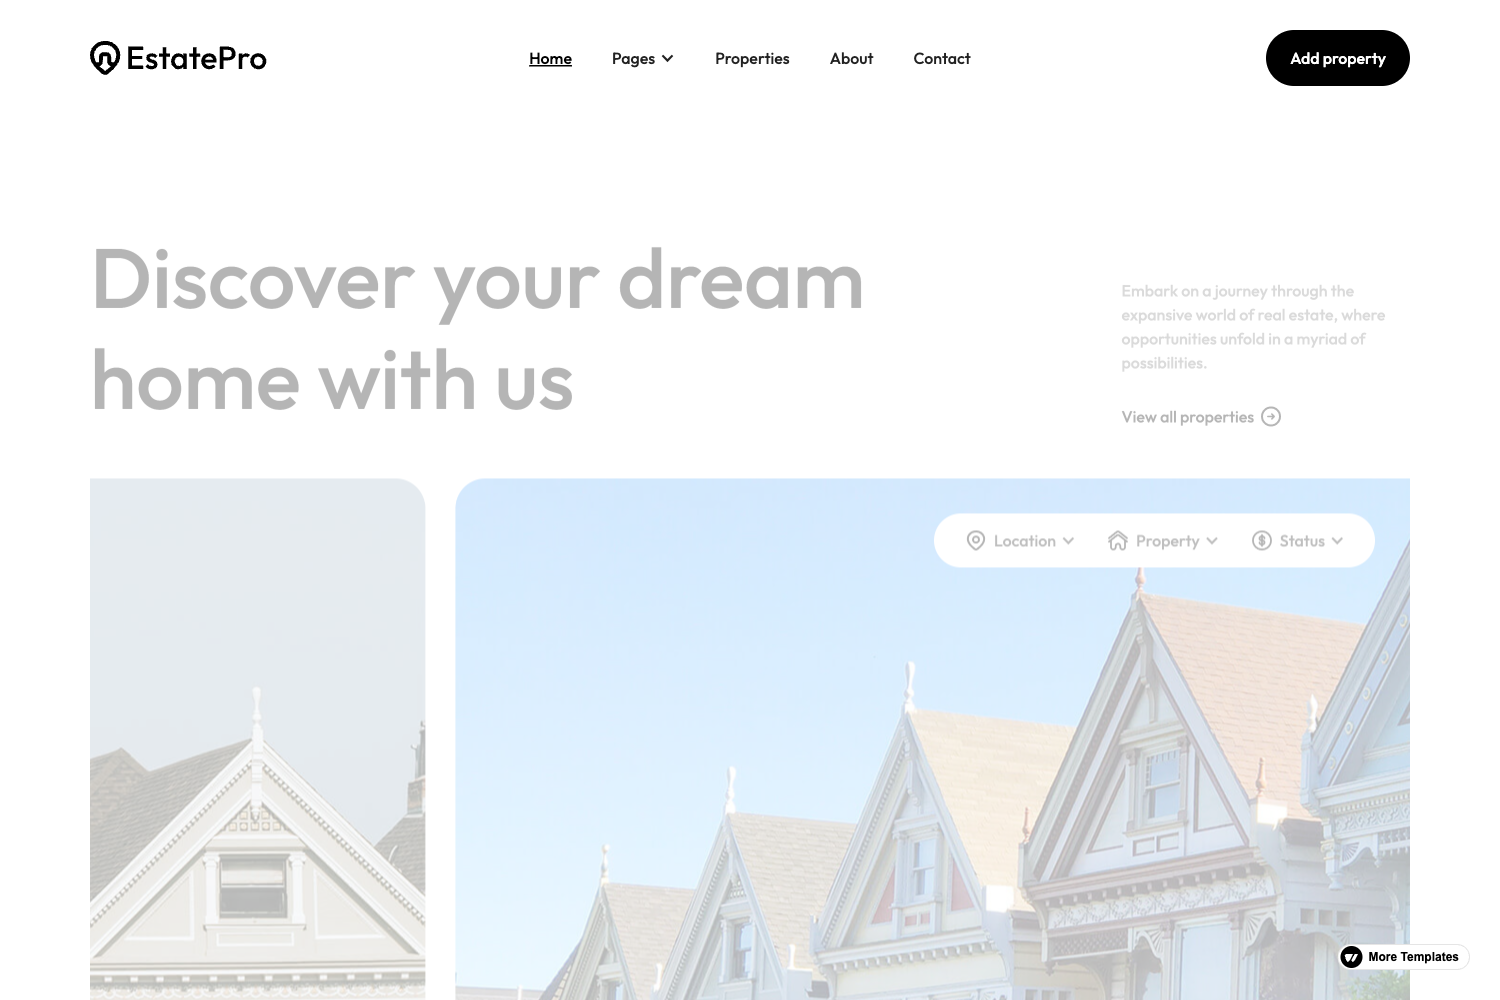 EstatePro
Home
Pages
Properties
About
Contact
Add property
Discover your dream
home with us
Embark on a journey through the
expansive world of real estate, where
opportunities unfold in a myriad of
possibilities.
View all properties
Location
Property
Status
More Templates